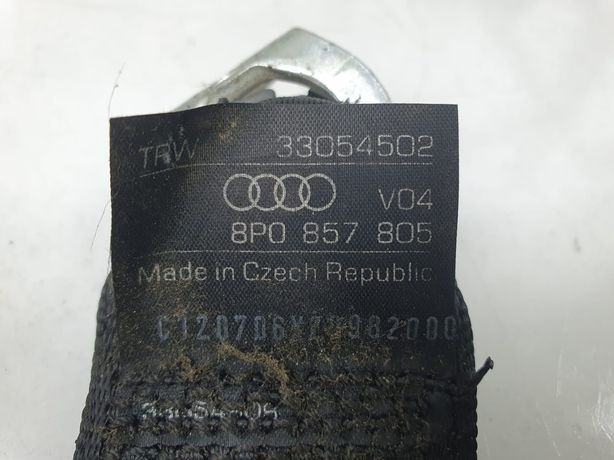 TRW 33054502
V04
8P0 857 805
Made in Czech Republic